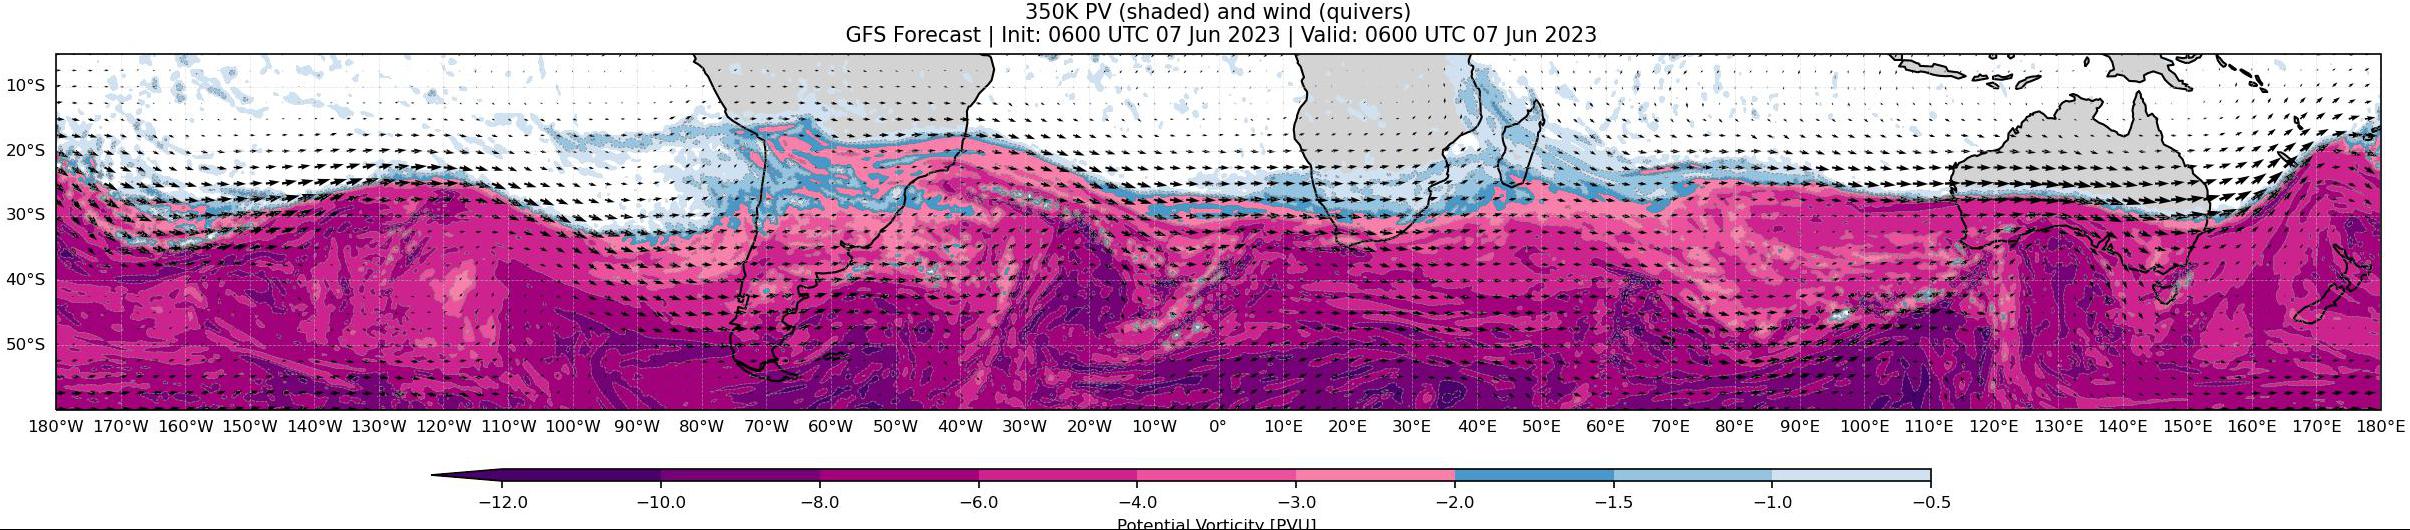 350K PV (shaded) and wind (quivers)
GFS Forecast | Init: 0600 UTC 07 Jun 2023 | Valid: 0600 UTC 07 Jun 2023
10°S
20°S
30°S
40°S
50°S
180°W 170°W 160°W 150°W 140°W 130°W 120°W 110°W 100°W 90°W 80°W 70°W 60°W 50°W 40°W 30°W 20°W 10°W 0° 10°E 20°E 30°E 40°E 50°E 60°E 70°E 80°E 90°E 100°E 110°E 120°E 130°E 140°E 150°E 160°E 170°E 180°E
−12.0 −10.0 −8.0 −6.0 −4.0 −3.0 −2.0 −1.5 −1.0 −0.5
Potential Vorticity [PVU]